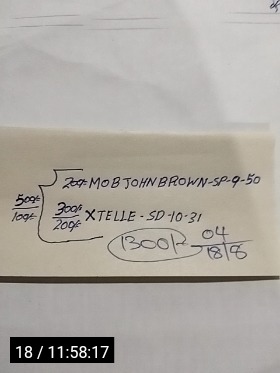 200/- MOB JOHN BROWN-SP-9-50
500/-
100/-
300/-
200/- XTELLE-SD-10-31
1300/-
04
18/8
18 / 11:58:17